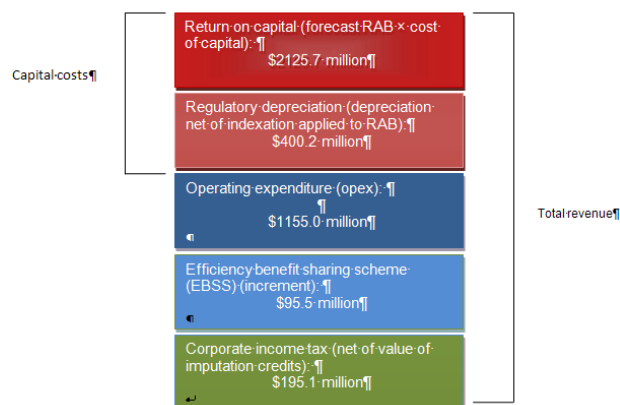 Return on capital (forecast RAB × cost
of capital): ¶
$2125.7 million¶
Capital costs¶
Regulatory depreciation (depreciation
net of indexation applied to RAB):¶
$400.2 million¶
Operating expenditure (opex): ¶
¶
$1155.0 million¶
¶
Total revenue¶
Efficiency benefit sharing scheme
(EBSS) (increment): ¶
$95.5 million¶
¶
Corporate income tax (net of value of
imputation credits): ¶
$195.1 million¶
↵